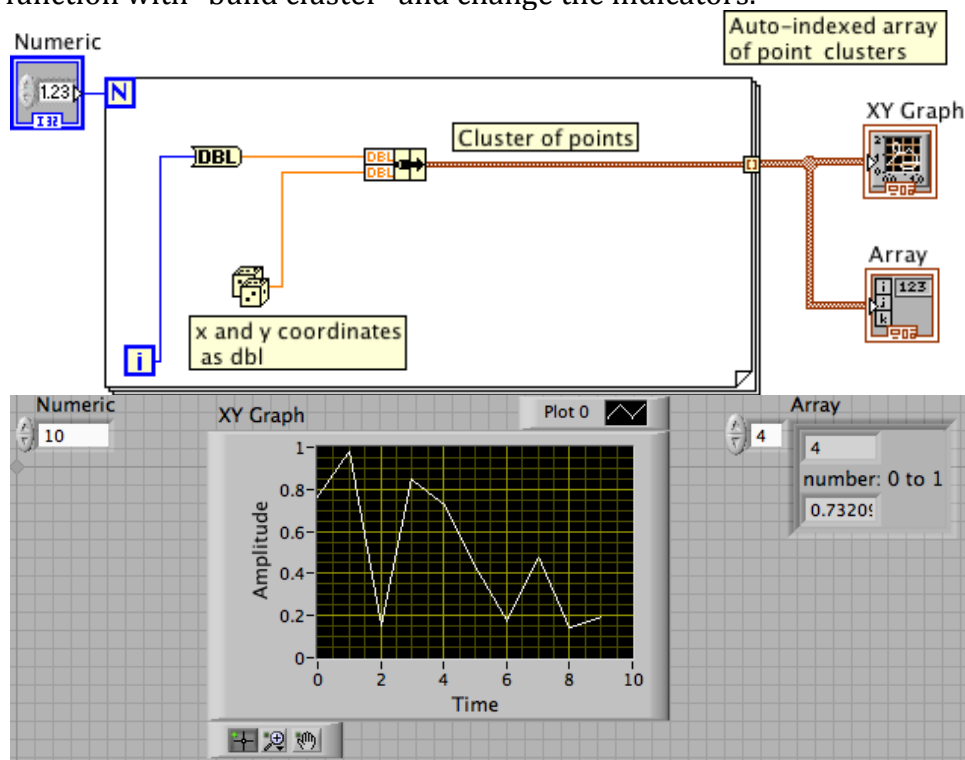 function with "build cluster" and change the indicators.
Auto-indexed array
of point clusters
Numeric
1.23
I32
N
XY Graph
DBL
DBL
DBL
Cluster of points
Array
i
123
j
k
x and y coordinates
as dbl
i
Numeric
10
XY Graph
Plot 0
Array
4
4
number: 0 to 1
0.7320
Amplitude
1
0.8
0.6
0.4
0.2
0
0 2 4 6 8 10
Time